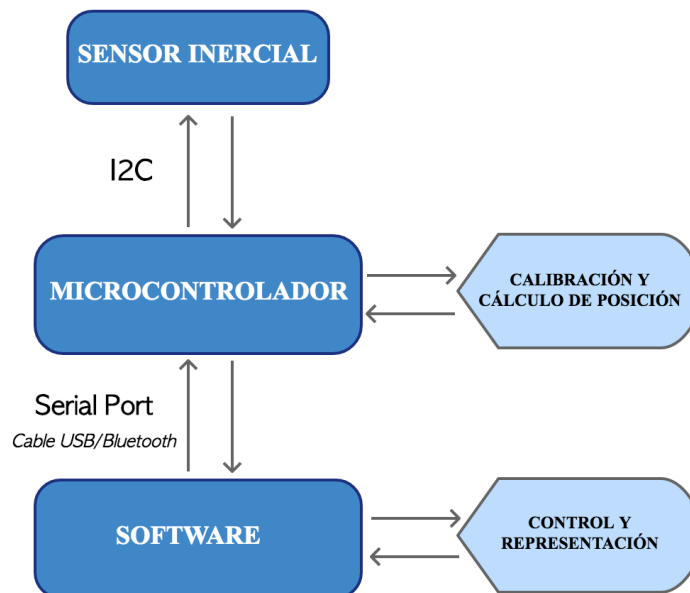 SENSOR INERCIAL
I2C
MICROCONTROLADOR
CALIBRACIÓN Y
CÁLCULO DE POSICIÓN
Serial Port
Cable USB/Bluetooth
SOFTWARE
CONTROL Y
REPRESENTACIÓN